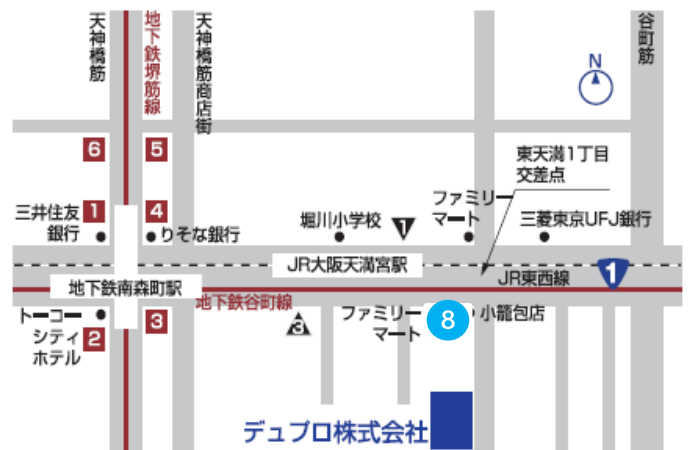 天神橋筋
地下鉄堺筋線
天神橋筋商店街
谷町筋
N
6
5
東天満1丁目
交差点
三井住友
銀行
1
4
りそな銀行
堀川小学校
1
ファミリー
マート
三菱東京UFJ銀行
JR大阪天満宮駅
JR東西線
1
地下鉄南森町駅
地下鉄谷町線
トーコー
シティ
ホテル
2
3
3
ファミリー
マート
8
小籠包店
デュプロ株式会社